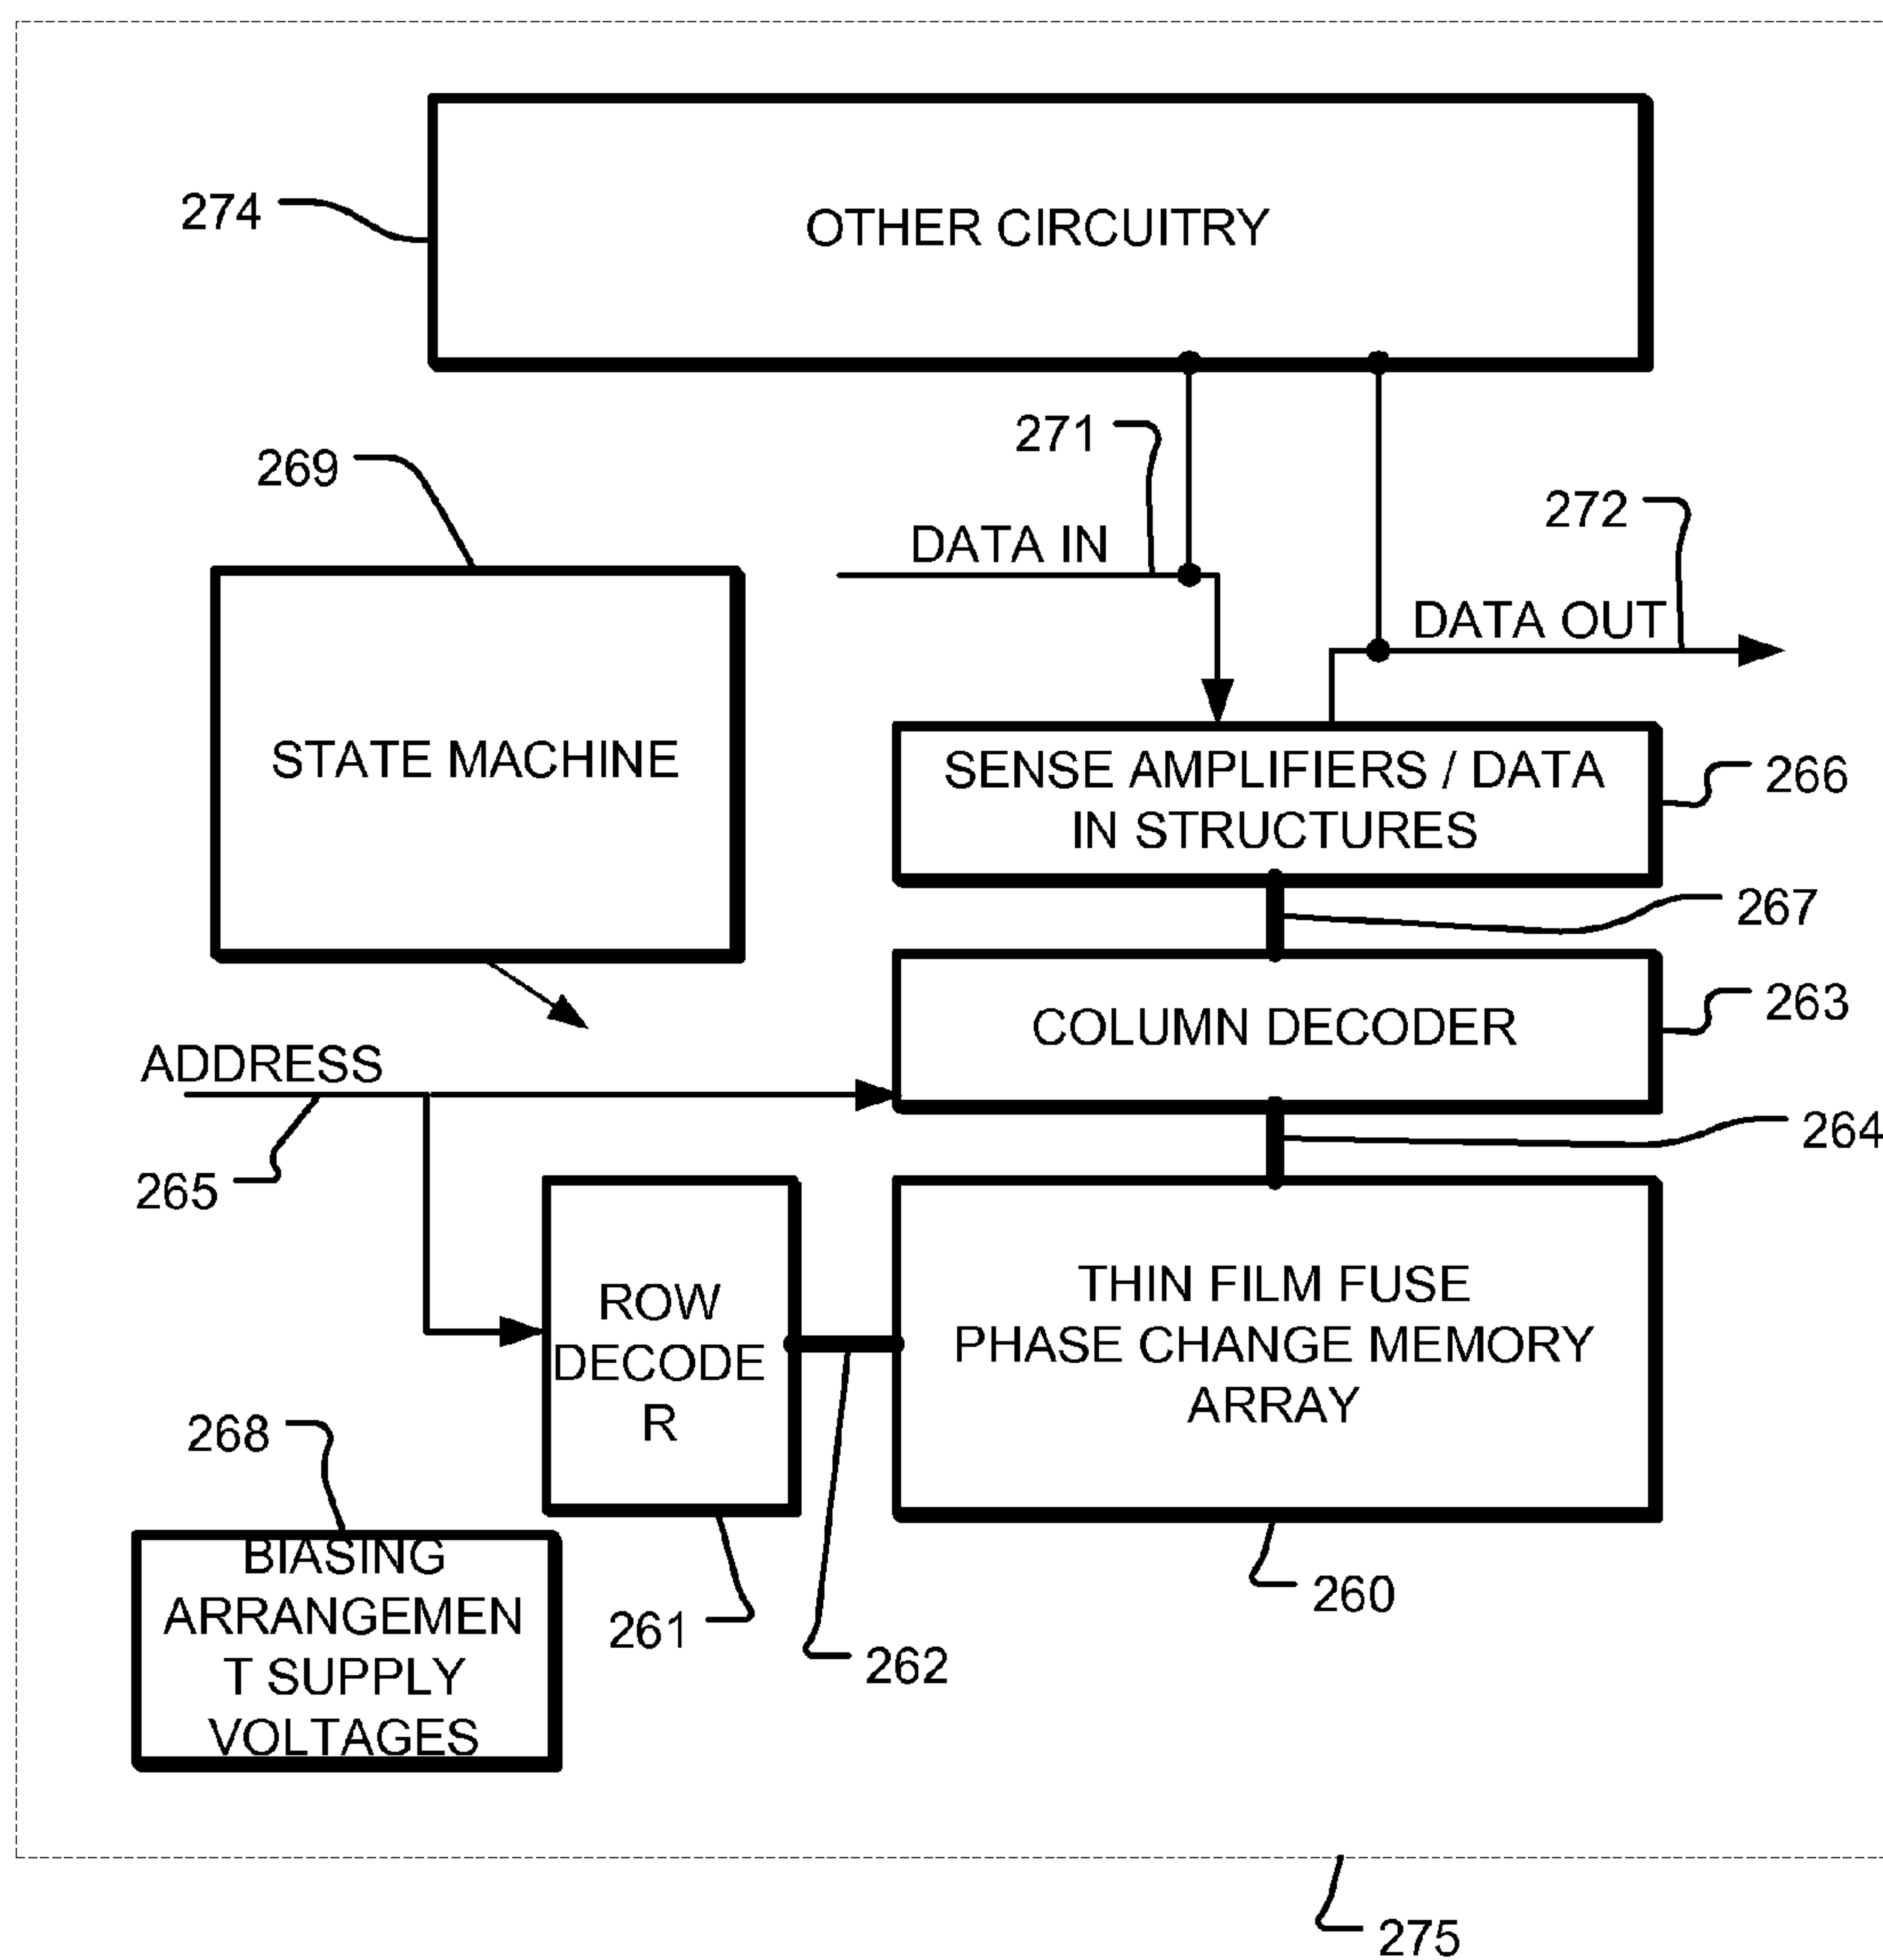 OTHER CIRCUITRY
274
271
269
272
DATA IN
DATA OUT
STATE MACHINE
SENSE AMPLIFIERS / DATA
IN STRUCTURES
266
267
COLUMN DECODER
263
ADDRESS
264
265
ROW
DECODE
R
THIN FILM FUSE
PHASE CHANGE MEMORY
ARRAY
268
BIASING
ARRANGEMEN
T SUPPLY
VOLTAGES
261
262
260
275